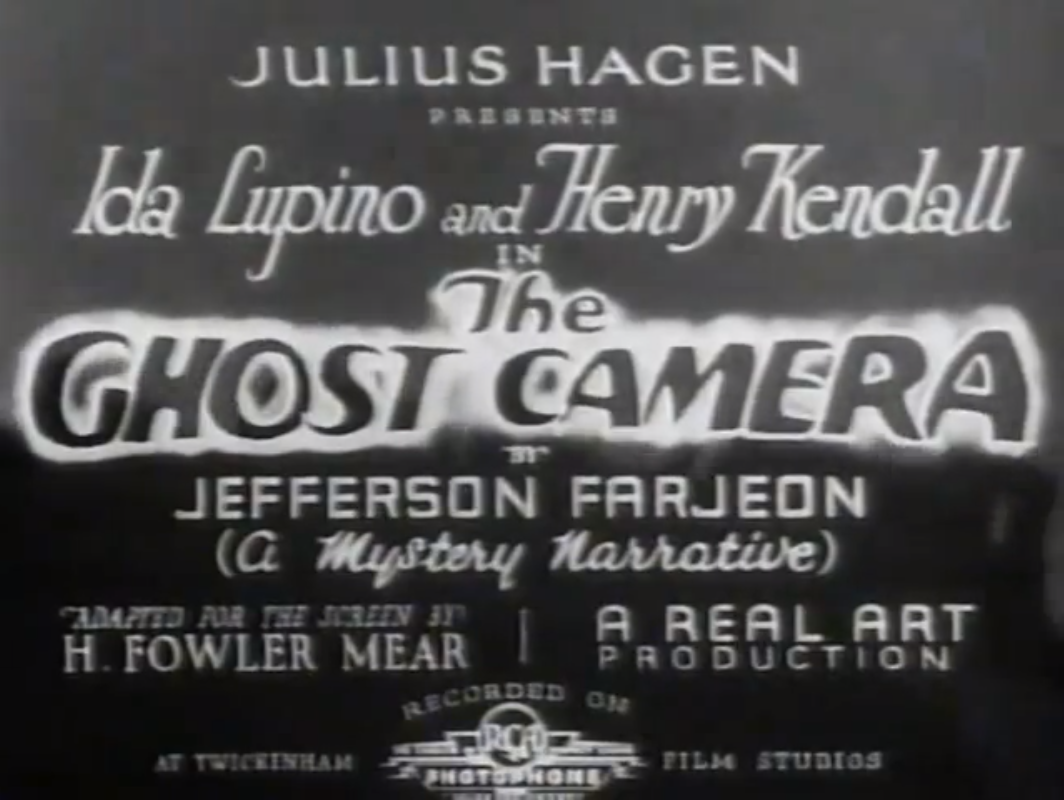 JULIUS HAGEN
PRESENTS
Ida Lupino and Henry Kendall
IN
The
GHOST CAMERA
BY
JEFFERSON FARJEON
(A Mystery Narrative)
ADAPTED FOR THE SCREEN BY
H. FOWLER MEAR
A REAL ART
PRODUCTION
RECORDED ON
RCA
PHOTOPHONE
AT TWICKENHAM FILM STUDIOS